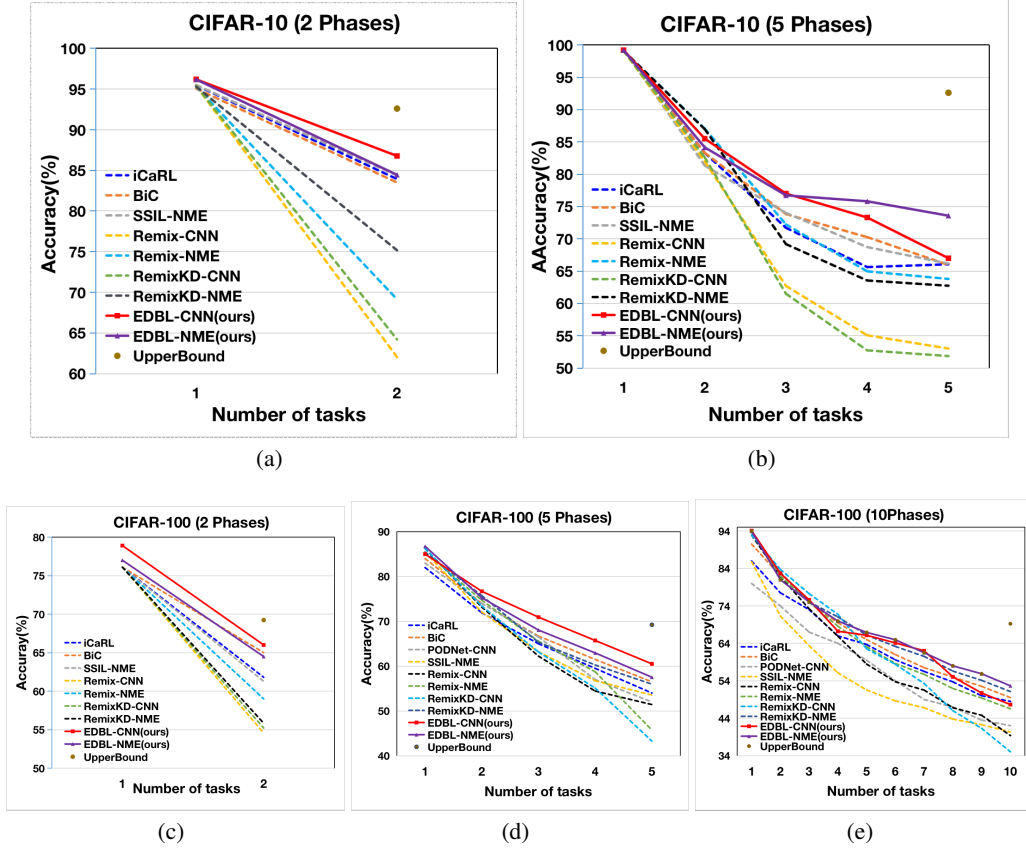 CIFAR-10 (2 Phases)
100
95
90
85
80
75
70
65
60
Accuracy(%)
iCaRL
BiC
SSIL-NME
Remix-CNN
Remix-NME
RemixKD-CNN
RemixKD-NME
EDBL-CNN(ours)
EDBL-NME(ours)
UpperBound
1 2
Number of tasks
(a)
CIFAR-10 (5 Phases)
100
95
90
85
80
75
70
65
60
55
50
AAccuracy(%)
iCaRL
BiC
SSIL-NME
Remix-CNN
Remix-NME
RemixKD-CNN
RemixKD-NME
EDBL-CNN(ours)
EDBL-NME(ours)
UpperBound
1 2 3 4 5
Number of tasks
(b)
CIFAR-100 (2 Phases)
80
75
70
65
60
55
50
Accuracy(%)
iCaRL
BiC
SSIL-NME
Remix-CNN
Remix-NME
RemixKD-CNN
RemixKD-NME
EDBL-CNN(ours)
EDBL-NME(ours)
UpperBound
1 2
Number of tasks
(c)
CIFAR-100 (5 Phases)
90
80
70
60
50
40
Accuracy(%)
iCaRL
BiC
PODNet-CNN
SSIL-NME
Remix-CNN
Remix-NME
RemixKD-CNN
RemixKD-NME
EDBL-CNN(ours)
EDBL-NME(ours)
UpperBound
1 2 3 4 5
Number of tasks
(d)
CIFAR-100 (10Phases)
94
84
74
64
54
44
34
Accuracy(%)
iCaRL
BiC
PODNet-CNN
SSIL-NME
Remix-CNN
Remix-NME
RemixKD-CNN
RemixKD-NME
EDBL-CNN(ours)
EDBL-NME(ours)
UpperBound
1 2 3 4 5 6 7 8 9 10
Number of tasks
(e)